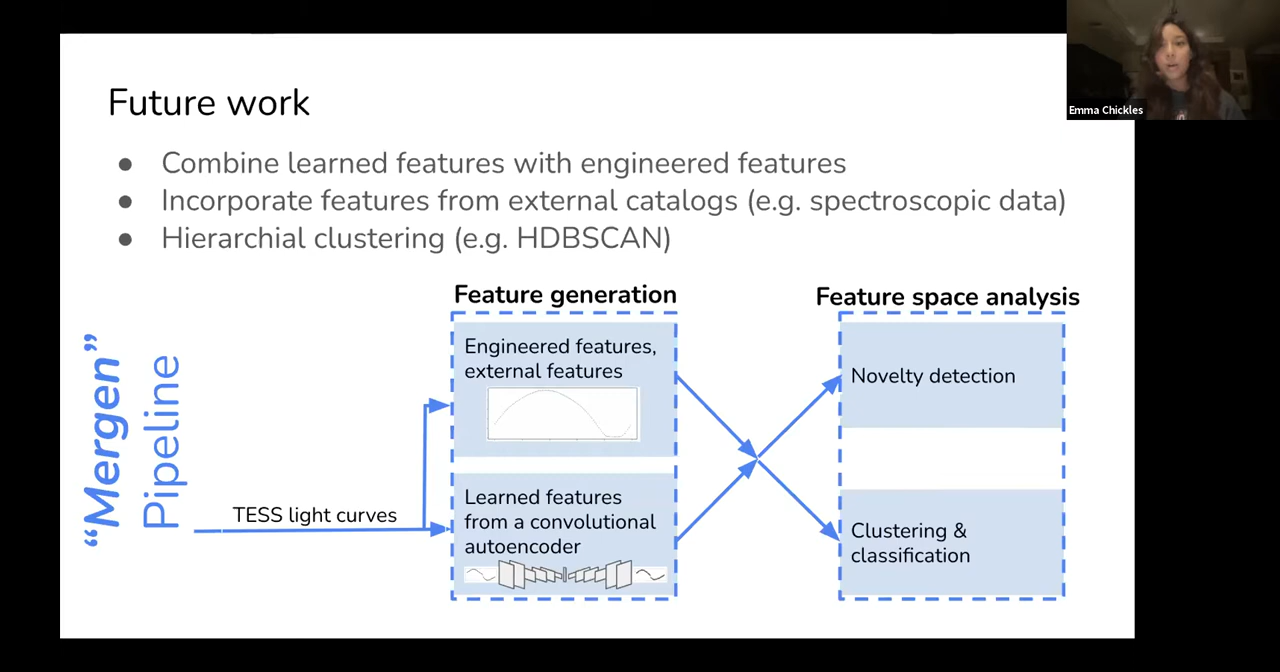 Emma Chickles
Future work
● Combine learned features with engineered features
● Incorporate features from external catalogs (e.g. spectroscopic data)
● Hierarchial clustering (e.g. HDBSCAN)
"Mergen"
Pipeline
TESS light curves
Feature generation
Engineered features,
external features
Learned features
from a convolutional
autoencoder
Feature space analysis
Novelty detection
Clustering &
classification